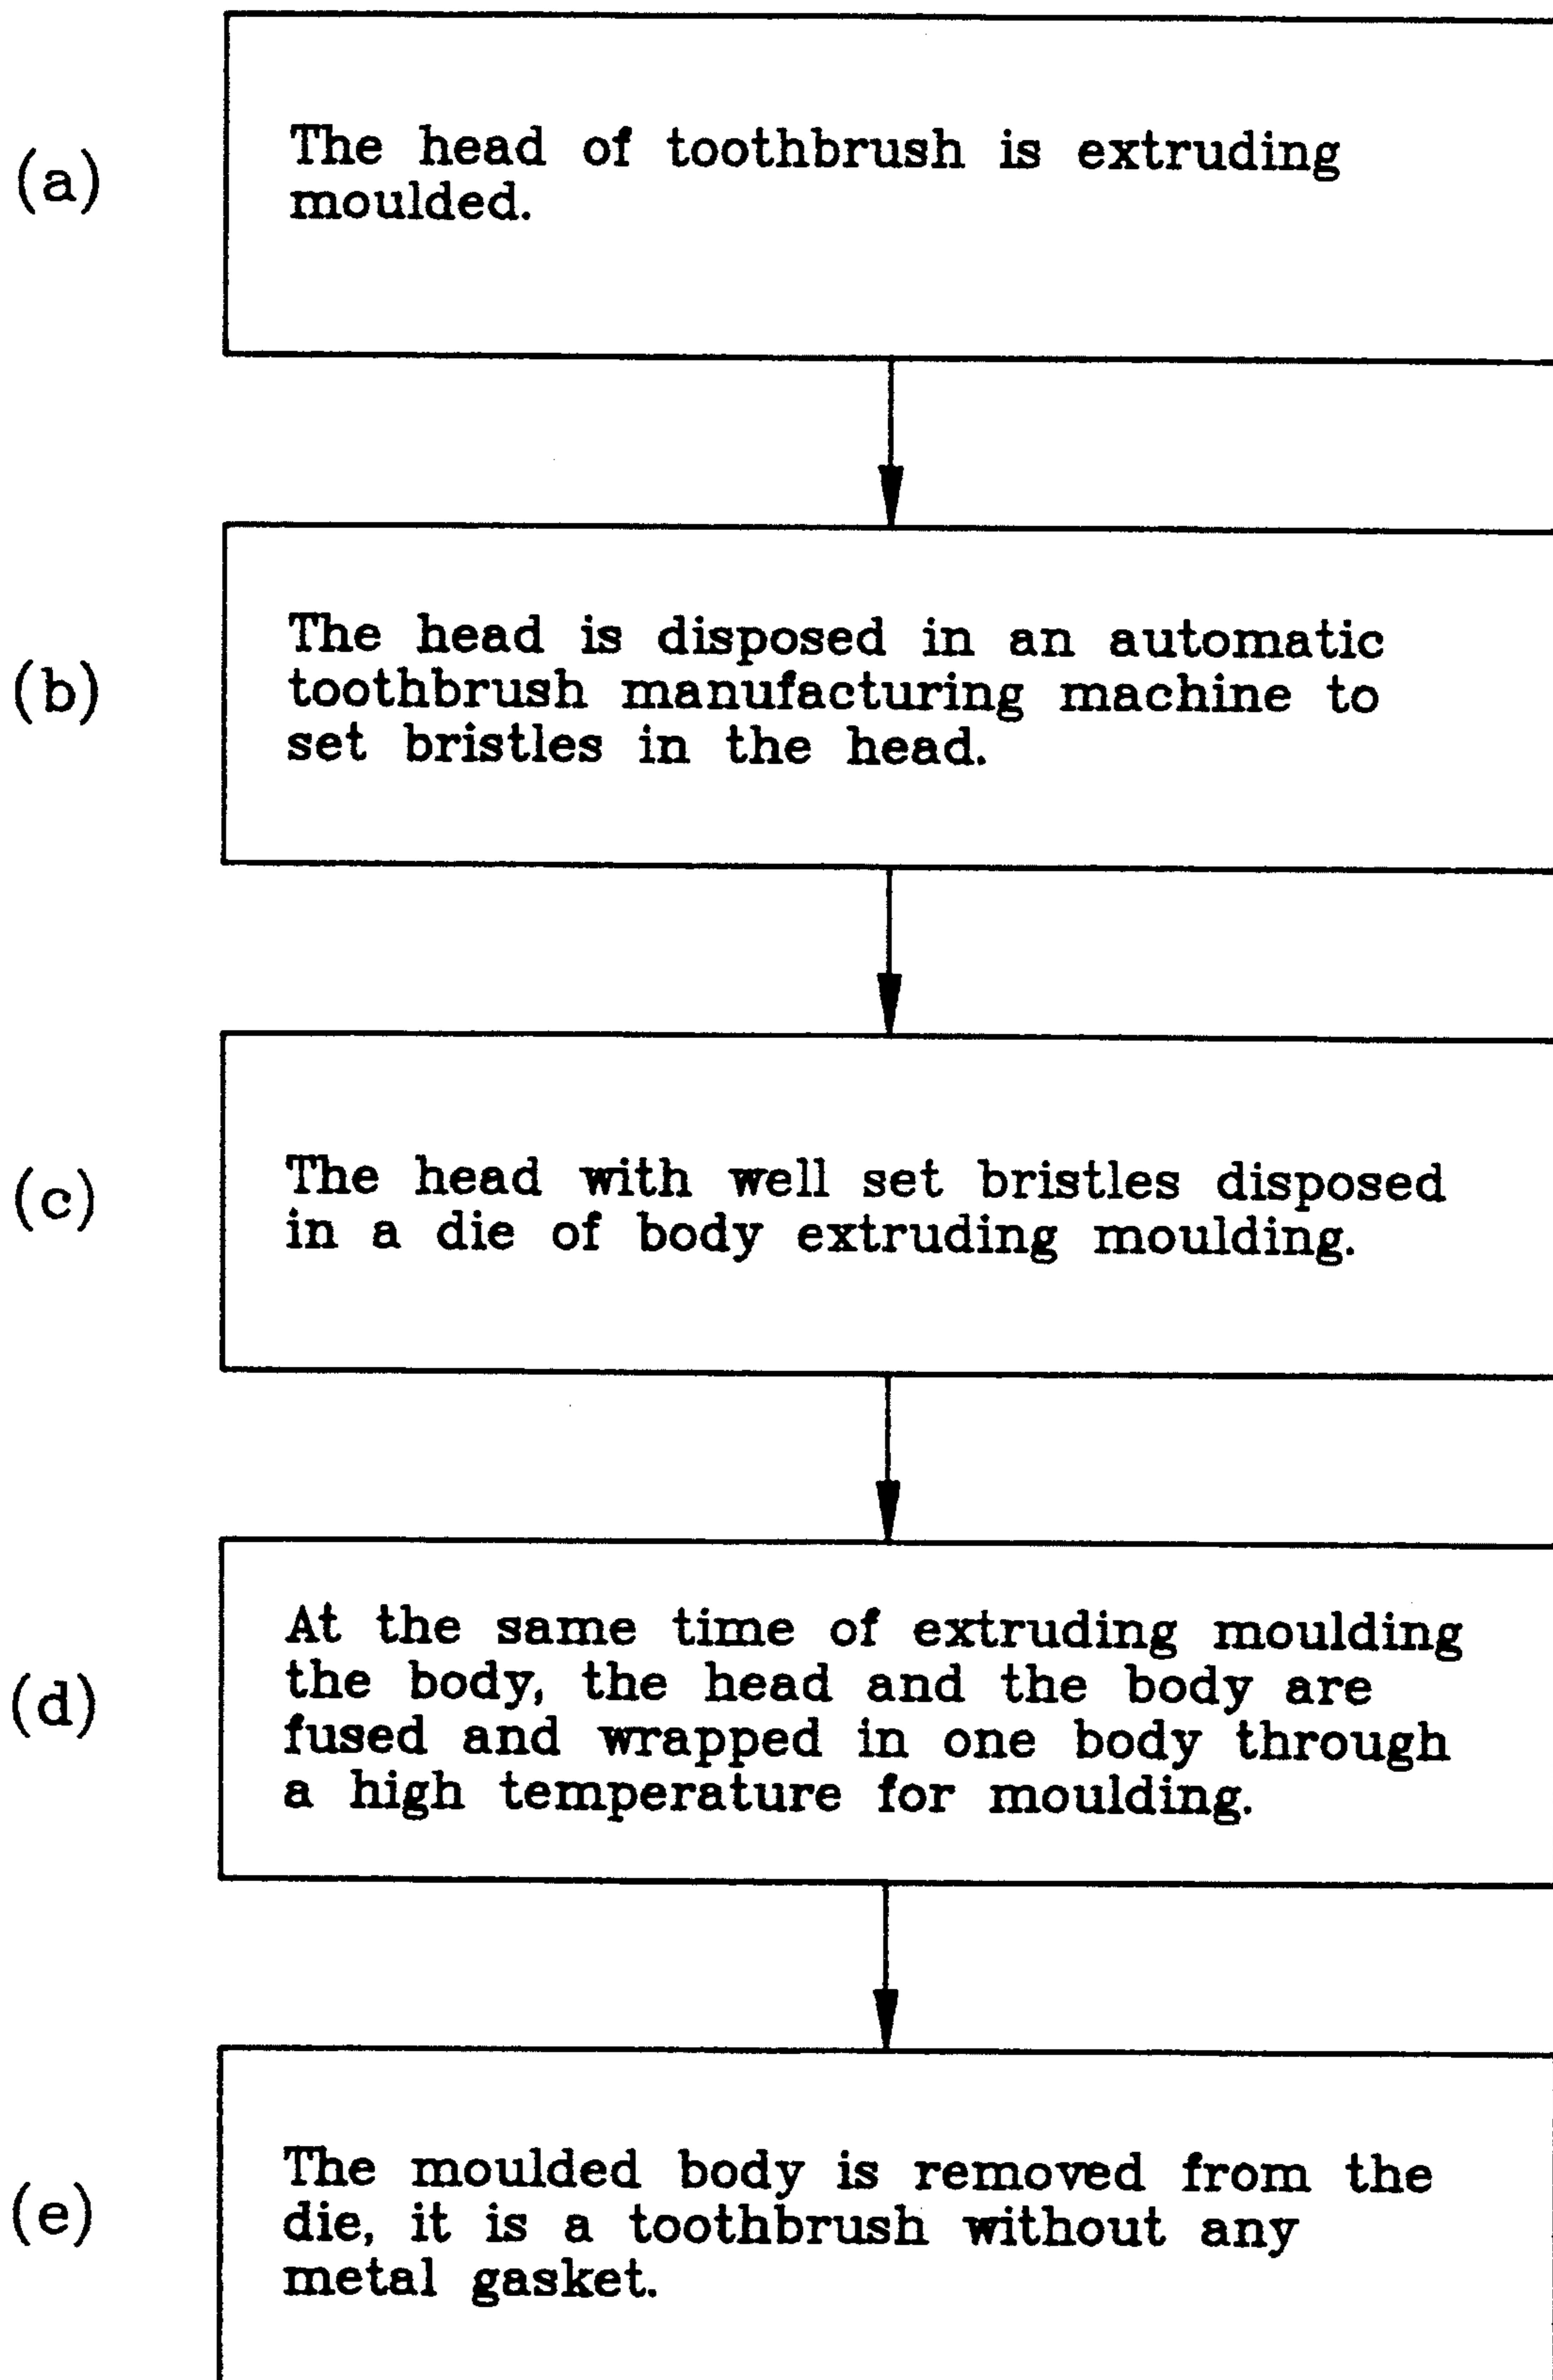 (a)
The head of toothbrush is extruding
moulded.
(b)
The head is disposed in an automatic
toothbrush manufacturing machine to
set bristles in the head.
(c)
The head with well set bristles disposed
in a die of body extruding moulding.
(d)
At the same time of extruding moulding
the body, the head and the body are
fused and wrapped in one body through
a high temperature for moulding.
(e)
The moulded body is removed from the
die, it is a toothbrush without any
metal gasket.